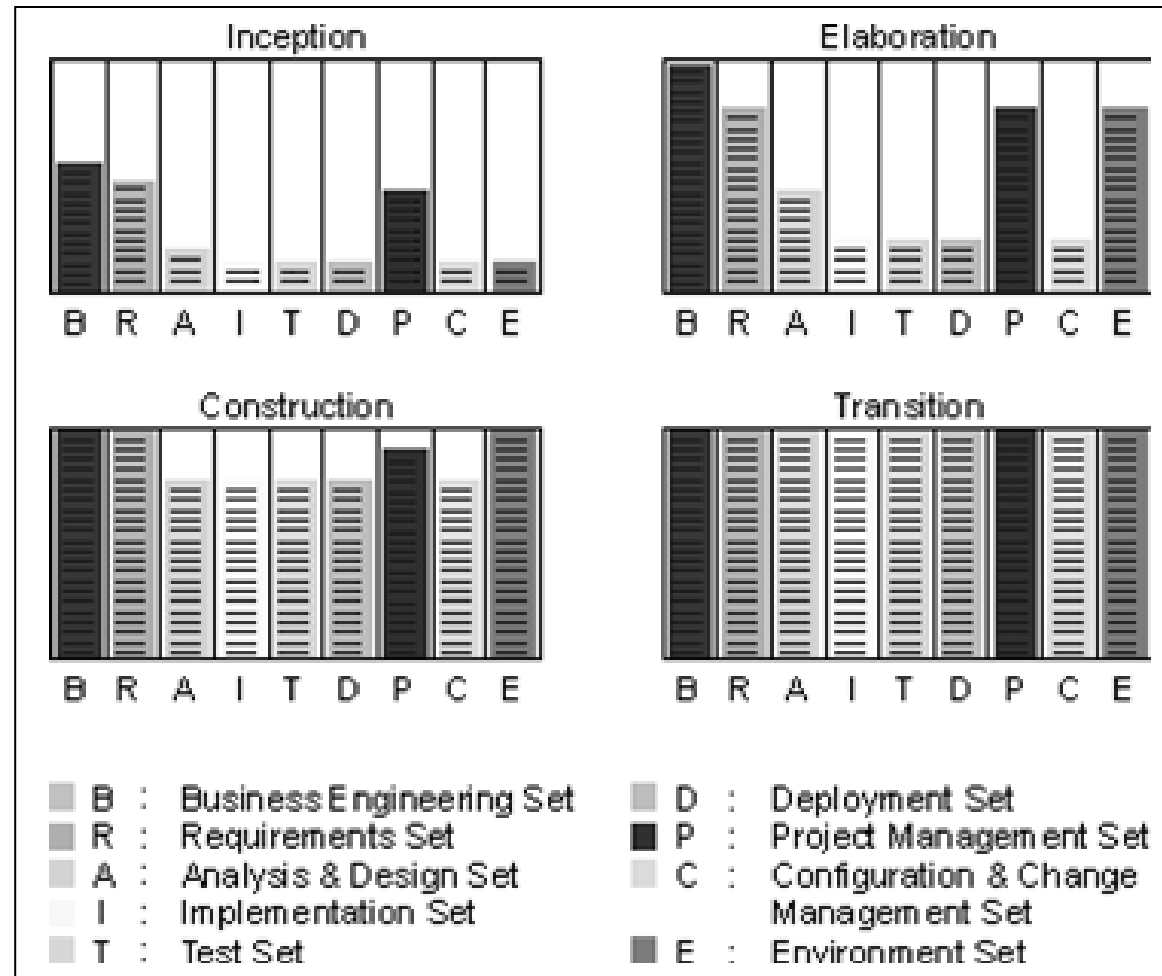 Inception
B R A I T D P C E
Elaboration
B R A I T D P C E
Construction
B R A I T D P C E
Transition
B R A I T D P C E
B : Business Engineering Set
R : Requirements Set
A : Analysis & Design Set
I : Implementation Set
T : Test Set
D : Deployment Set
P : Project Management Set
C : Configuration & Change
Management Set
E : Environment Set